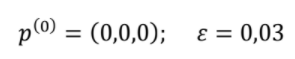 p⁽⁰⁾ = (0,0,0);    ε = 0,03